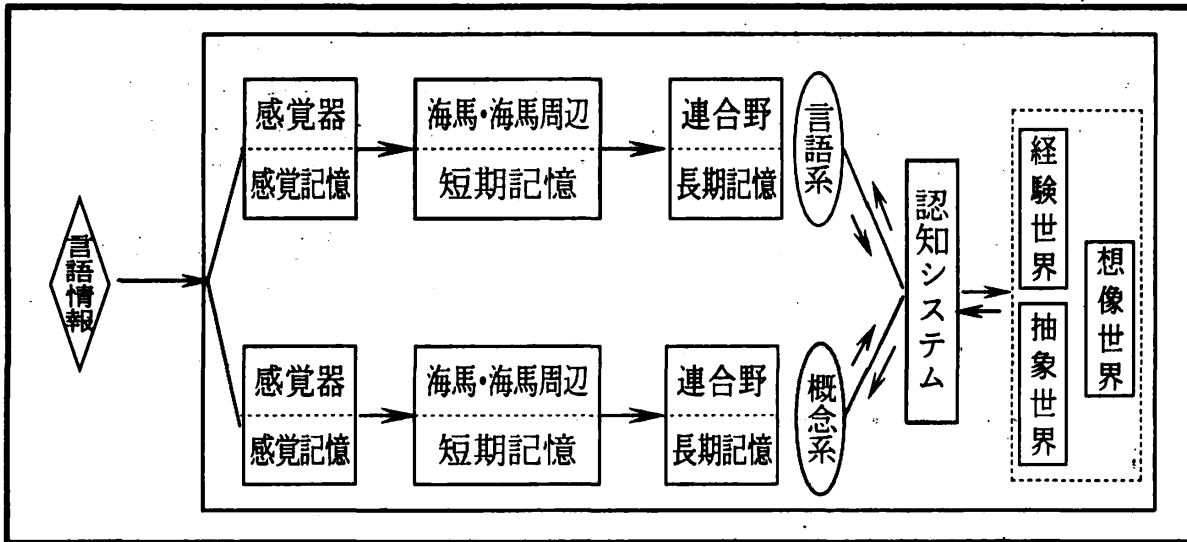 言語情報
感覚器
感覚記憶
海馬・海馬周辺
短期記憶
連合野
長期記憶
言語系
感覚器
感覚記憶
海馬・海馬周辺
短期記憶
連合野
長期記憶
概念系
認知システム
経験世界
抽象世界
想像世界